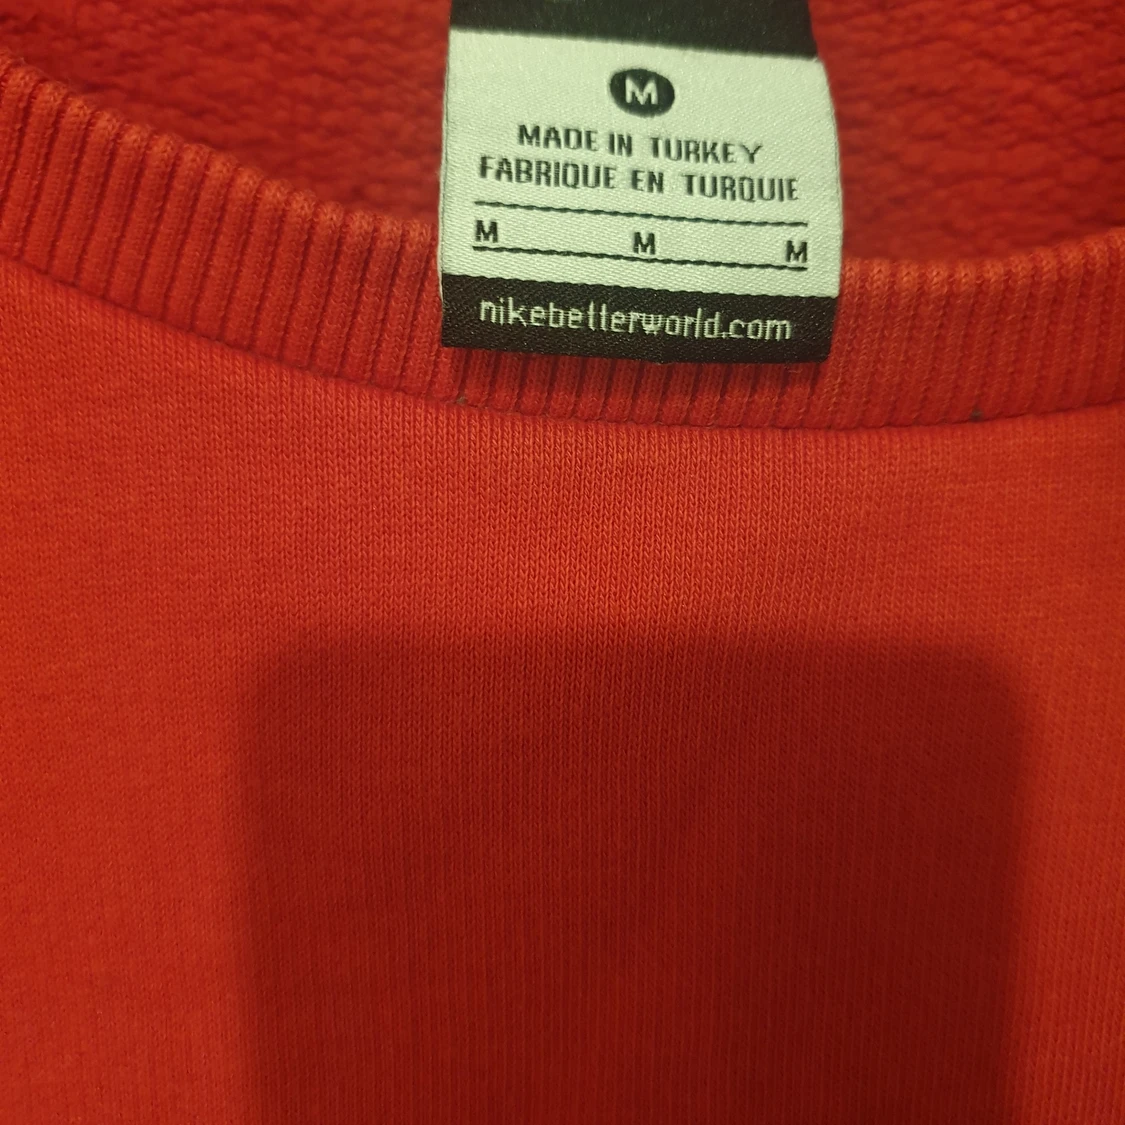 M
MADE IN TURKEY
FABRIQUE EN TURQUIE
M M M
nikebetterworld.com